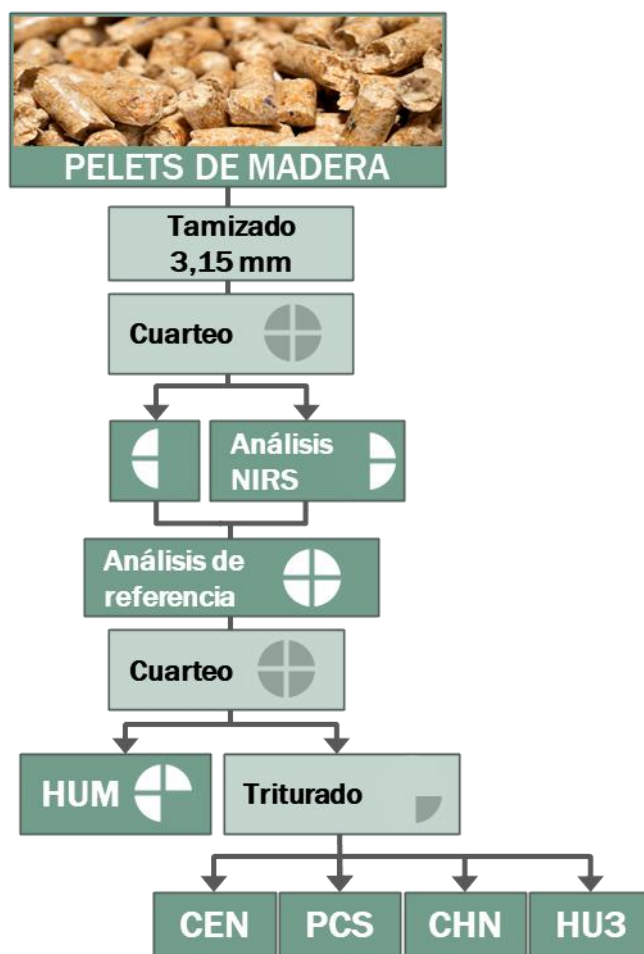 PELETS DE MADERA
Tamizado
3,15 mm
Cuarteo
Análisis
NIRS
Análisis de
referencia
Cuarteo
HUM
Triturado
CEN
PCS
CHN
HU3